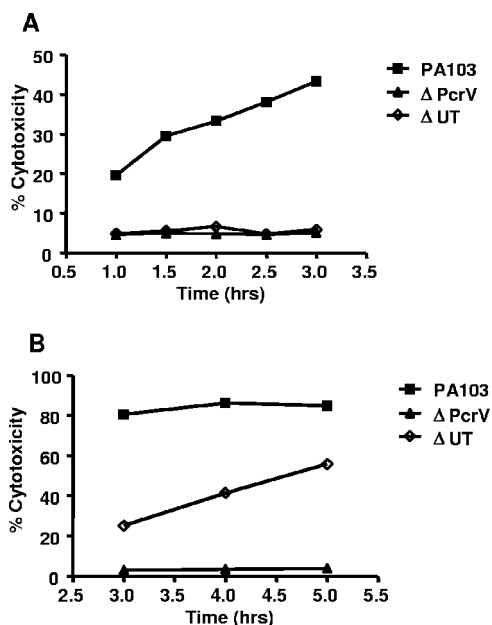 A
50
40
30
20
10
0
% Cytotoxicity
0.5 1.0 1.5 2.0 2.5 3.0 3.5
Time (hrs)
PA103
Δ PcrV
Δ UT
B
100
80
60
40
20
0
% Cytotoxicity
2.5 3.0 3.5 4.0 4.5 5.0 5.5
Time (hrs)
PA103
Δ PcrV
Δ UT